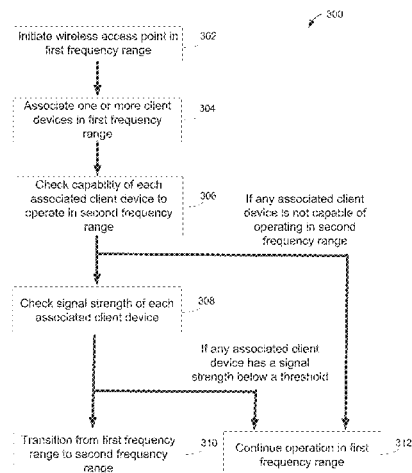 300
Initiate wireless access point in
first frequency range
302
Associate one or more client
devices in first frequency
range
304
Check capability of each
associated client device to
operate in second frequency
range
306
If any associated client
device is not capable of
operating in second
frequency range
Check signal strength of each
associated client device
308
If any associated client
device has a signal
strength below a threshold
Transition from first frequency
range to second frequency
range
310
Continue operation in first
frequency range
312